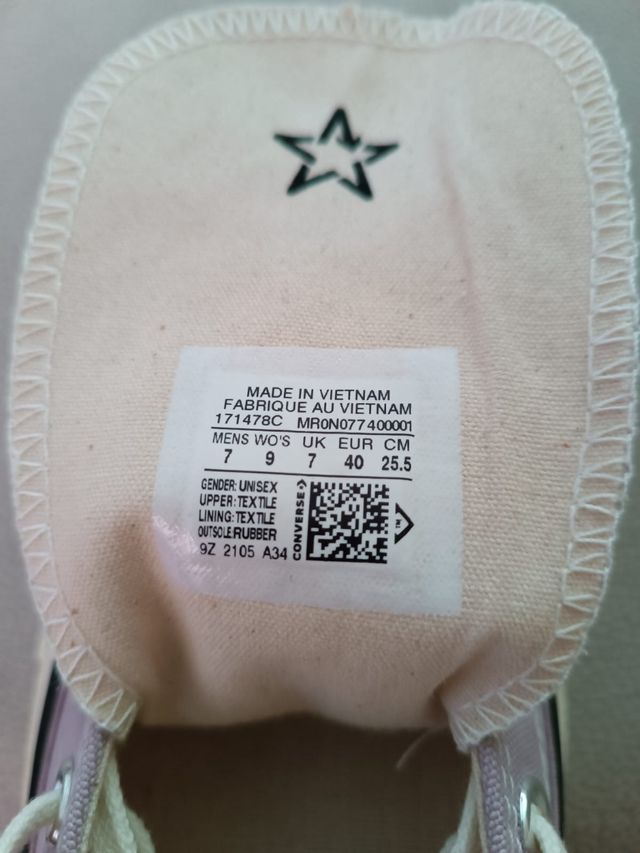 MADE IN VIETNAM
FABRIQUE AU VIETNAM
171478C MR0N077400001
MENS WO'S UK EUR CM
7 9 7 40 25.5
GENDER: UNISEX
UPPER: TEXTILE
LINING: TEXTILE
OUTSOLE: RUBBER
9Z 2105 A34
CONVERSE
TM